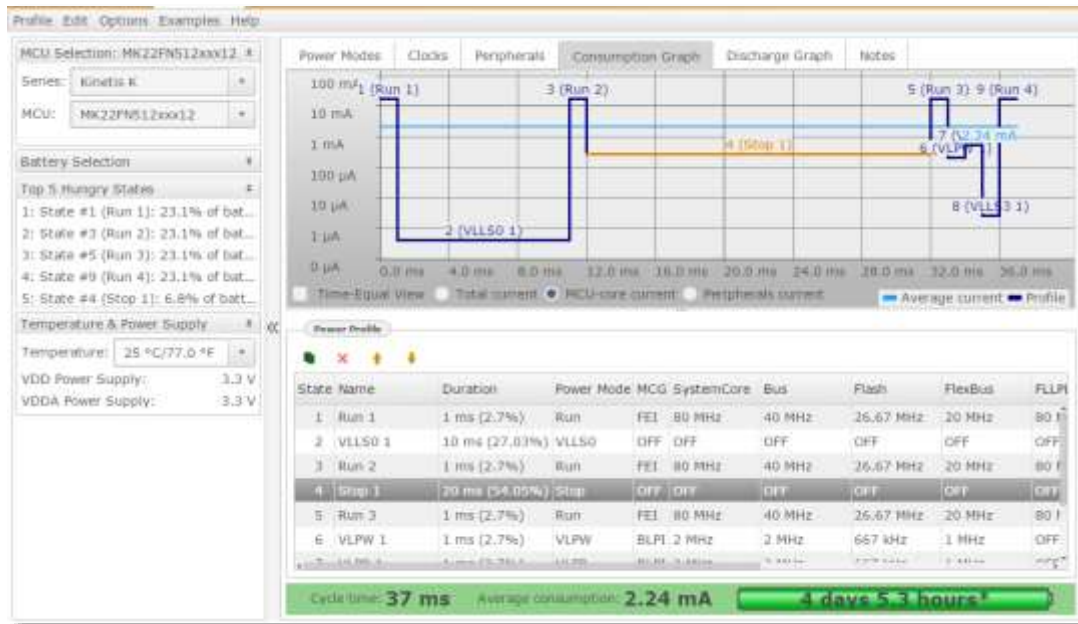 Profile Edit Options Examples Help
MCU Selection: MK22FN512xxx12
Series: Kinetis K
MCU: MK22FN512xxx12
Battery Selection
Top 5 Hungry States
1: State #1 (Run 1): 23.1% of bat...
2: State #3 (Run 2): 23.1% of bat...
3: State #5 (Run 3): 23.1% of bat...
4: State #9 (Run 4): 23.1% of bat...
5: State #4 (Stop 1): 6.8% of batt...
Temperature & Power Supply
Temperature: 25 °C/77.0 °F
VDD Power Supply: 3.3 V
VDDA Power Supply: 3.3 V
Power Modes Clocks Peripherals Consumption Graph Discharge Graph Notes
100 mA 1 (Run 1) 3 (Run 2) 5 (Run 3) 9 (Run 4)
10 mA
2.24 mA
1 mA 4 (Stop 1)
100 µA
10 µA 8 (VLLS3 1)
1 µA 2 (VLLS0 1)
0 µA 0.0 ms 4.0 ms 8.0 ms 12.0 ms 16.0 ms 20.0 ms 24.0 ms 28.0 ms 32.0 ms 36.0 ms
Time-Equal View Total current MCU-core current Peripherals current Average current Profile
Power Profile
State Name Duration Power Mode MCG SystemCore Bus Flash FlexBus
1 Run 1 1 ms (2.7%) Run FEI 80 MHz 40 MHz 26.67 MHz 20 MHz 80
2 VLLS0 1 10 ms (27.03%) VLLS0 OFF OFF OFF OFF OFF OFF
3 Run 2 1 ms (2.7%) Run FEI 80 MHz 40 MHz 26.67 MHz 20 MHz 80
4 Stop 1 20 ms (54.05%) Stop OFF OFF OFF OFF OFF OFF
5 Run 3 1 ms (2.7%) Run FEI 80 MHz 40 MHz 26.67 MHz 20 MHz 80
6 VLPW 1 1 ms (2.7%) VLPW BLPI 2 MHz 2 MHz 667 kHz 1 MHz OFF
Cycle time: 37 ms Average consumption: 2.24 mA 4 days 5.3 hours*